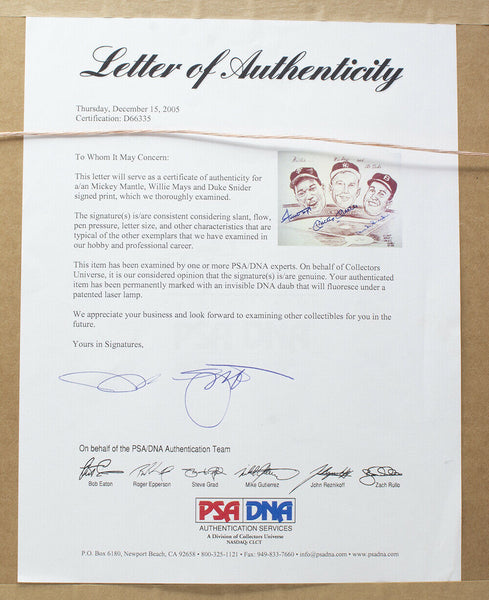 Letter of Authenticity
Thursday, December 15, 2005
Certification: D66335
To Whom It May Concern:
This letter will serve as a certificate of authenticity for
a/an Mickey Mantle, Willie Mays and Duke Snider
signed print, which we thoroughly examined.
The signature(s) is/are consistent considering slant, flow,
pen pressure, letter size, and other characteristics that are
typical of the other exemplars that we have examined in
our hobby and professional career.
This item has been examined by one or more PSA/DNA experts. On behalf of Collectors
Universe, it is our considered opinion that the signature(s) is/are genuine. Your authenticated
item has been permanently marked with an invisible DNA daub that will fluoresce under
a patented laser lamp.
We appreciate your business and look forward to examining other collectibles for you in the
future.
Yours in Signatures,
On behalf of the PSA/DNA Authentication Team
Bob Eaton Roger Epperson Steve Grad Mike Gutierrez John Reznikoff Zach Rullo
PSA DNA
AUTHENTICATION SERVICES
A Division of Collectors Universe
NASDAQ: CLCT
P.O. Box 6180, Newport Beach, CA 92658 • 800-325-1121 • Fax: 949-833-7660 • info@psadna.com • www.psadna.com